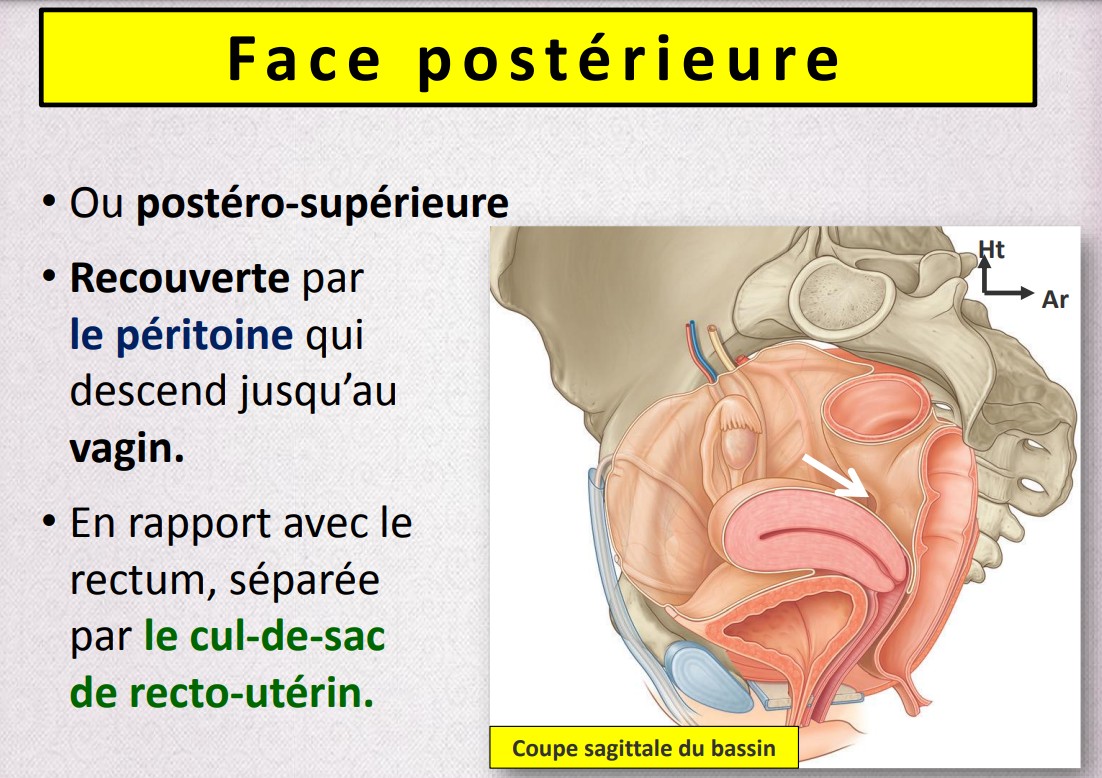 Face postérieure
• Ou postéro-supérieure
• Recouverte par
le péritoine qui
descend jusqu’au
vagin.
• En rapport avec le
rectum, séparée
par le cul-de-sac
de recto-utérin.
Ht
Ar
Coupe sagittale du bassin